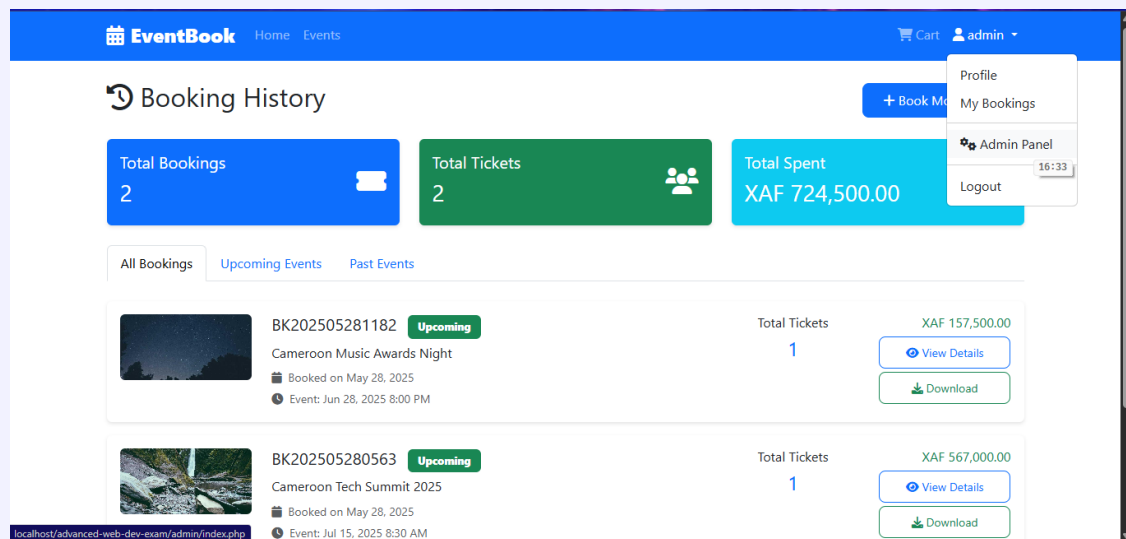 EventBook Home Events Cart admin
Profile
My Bookings
Admin Panel
16:33
Logout
Booking History
+ Book
Total Bookings
2
Total Tickets
2
Total Spent
XAF 724,500.00
All Bookings Upcoming Events Past Events
BK202505281182 Upcoming
Cameroon Music Awards Night
Booked on May 28, 2025
Event: Jun 28, 2025 8:00 PM
Total Tickets
1
XAF 157,500.00
View Details
Download
BK202505280563 Upcoming
Cameroon Tech Summit 2025
Booked on May 28, 2025
Event: Jul 15, 2025 8:30 AM
Total Tickets
1
XAF 567,000.00
View Details
Download
localhost/advanced-web-dev-exam/admin/index.php